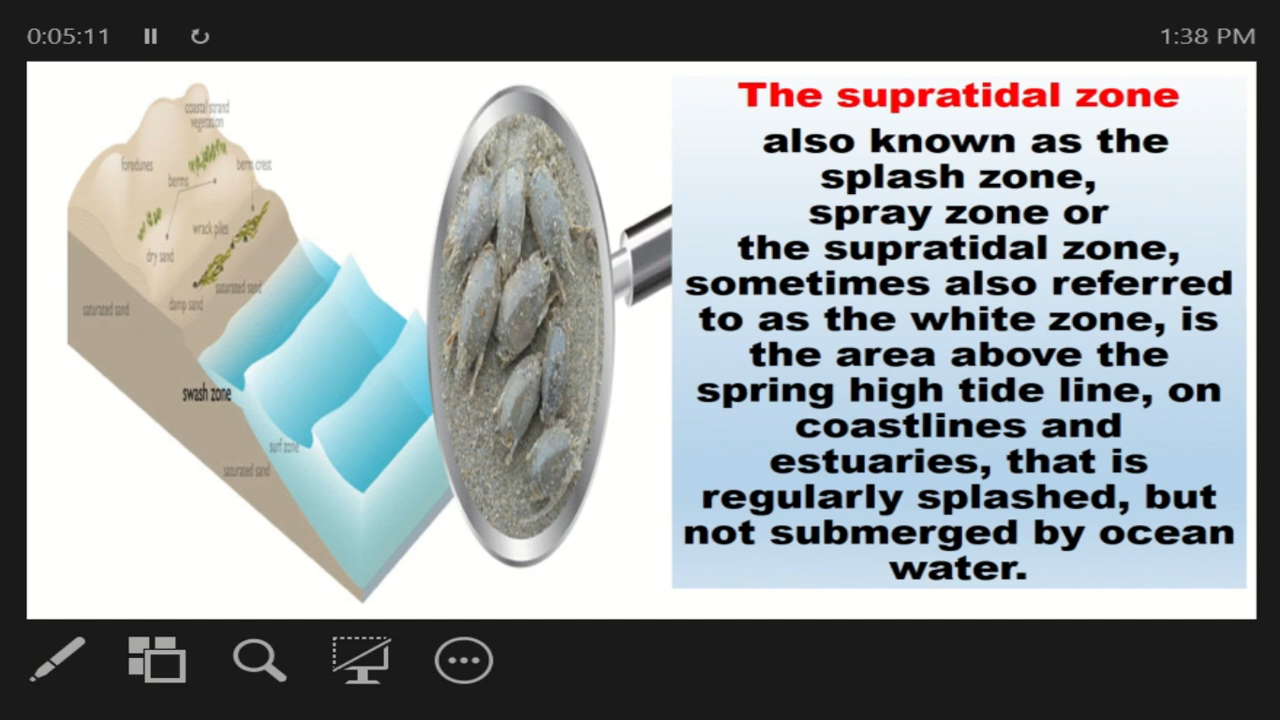 0:05:11
1:38 PM
coastal strand
vegetation
foredunes
berm crest
berms
wrack piles
dry sand
saturated sand
damp sand
saturated sand
swash zone
surf zone
saturated sand
The supratidal zone
also known as the
splash zone,
spray zone or
the supratidal zone,
sometimes also referred
to as the white zone, is
the area above the
spring high tide line, on
coastlines and
estuaries, that is
regularly splashed, but
not submerged by ocean
water.